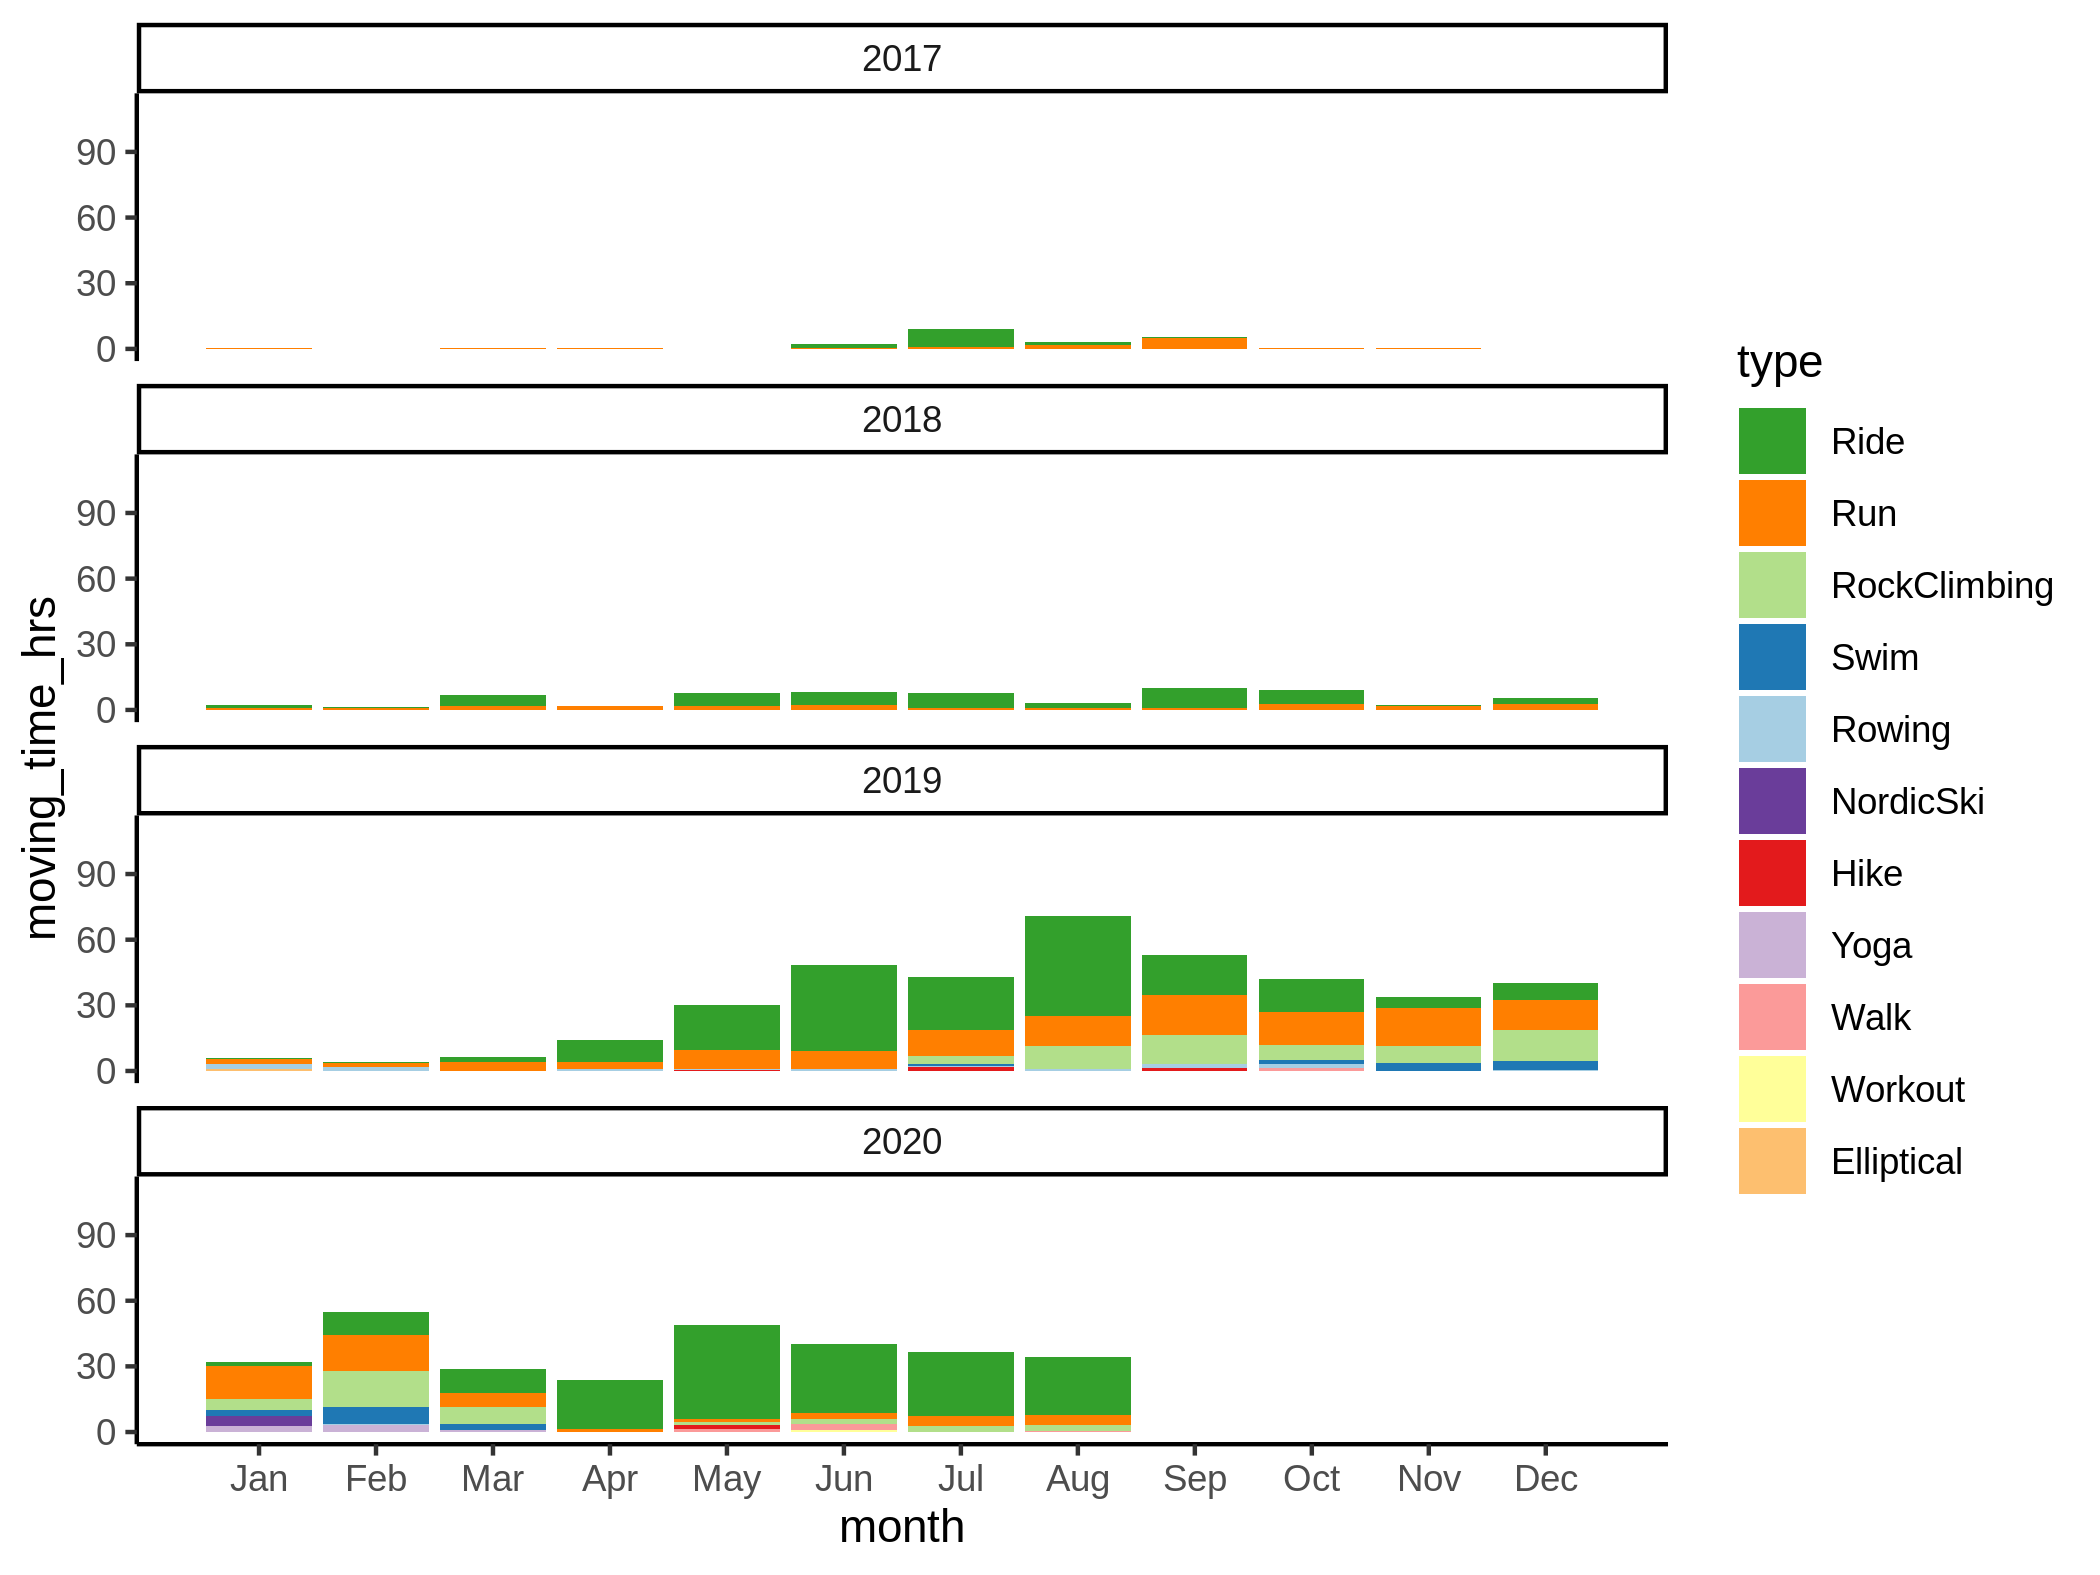 2017
90
60
30
0
2018
90
60
30
0
2019
90
60
30
0
2020
90
60
30
0
Jan Feb Mar Apr May Jun Jul Aug Sep Oct Nov Dec
month
moving_time_hrs
type
Ride
Run
RockClimbing
Swim
Rowing
NordicSki
Hike
Yoga
Walk
Workout
Elliptical